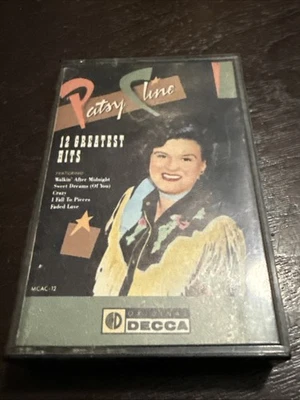 Patsy Cline
12 GREATEST
HITS
FEATURING
Walkin' After Midnight
Sweet Dreams (Of You)
Crazy
I Fall To Pieces
Faded Love
MCAC-12
ORIGINAL
DECCA